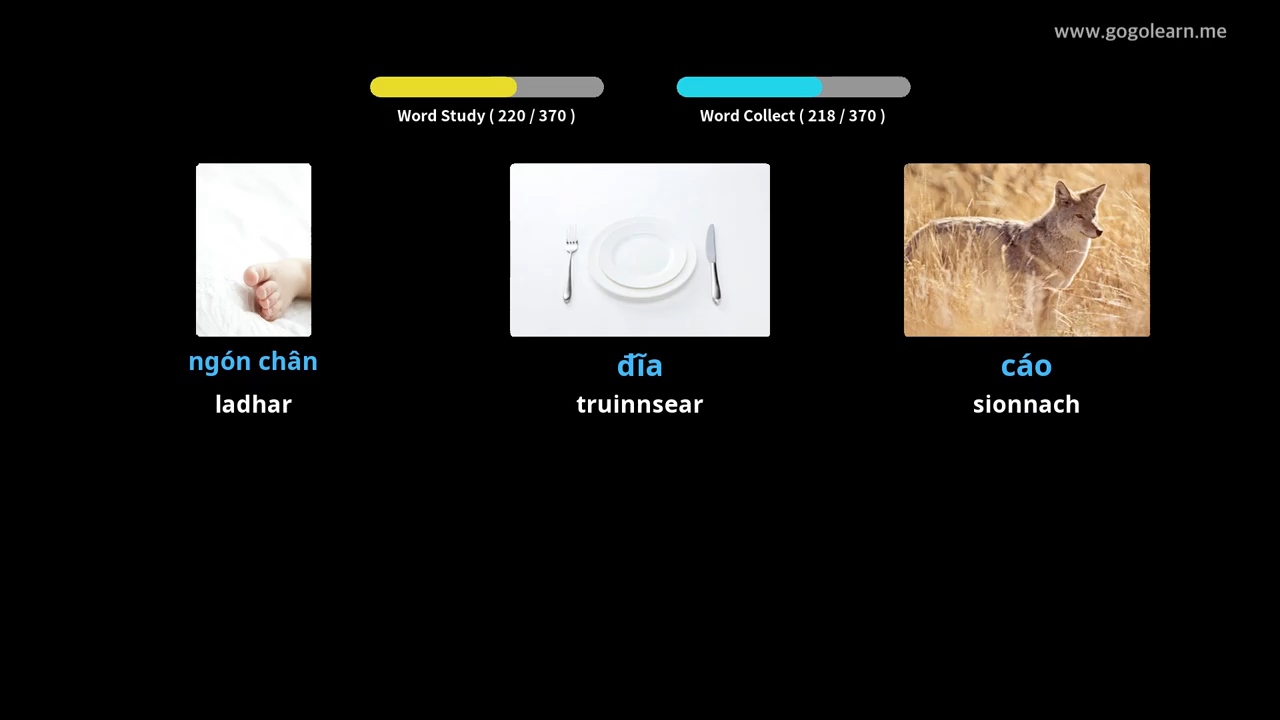 www.gogolearn.me
Word Study ( 220 / 370 )
Word Collect ( 218 / 370 )
ngón chân
đĩa
cáo
ladhar
truinnsear
sionnach